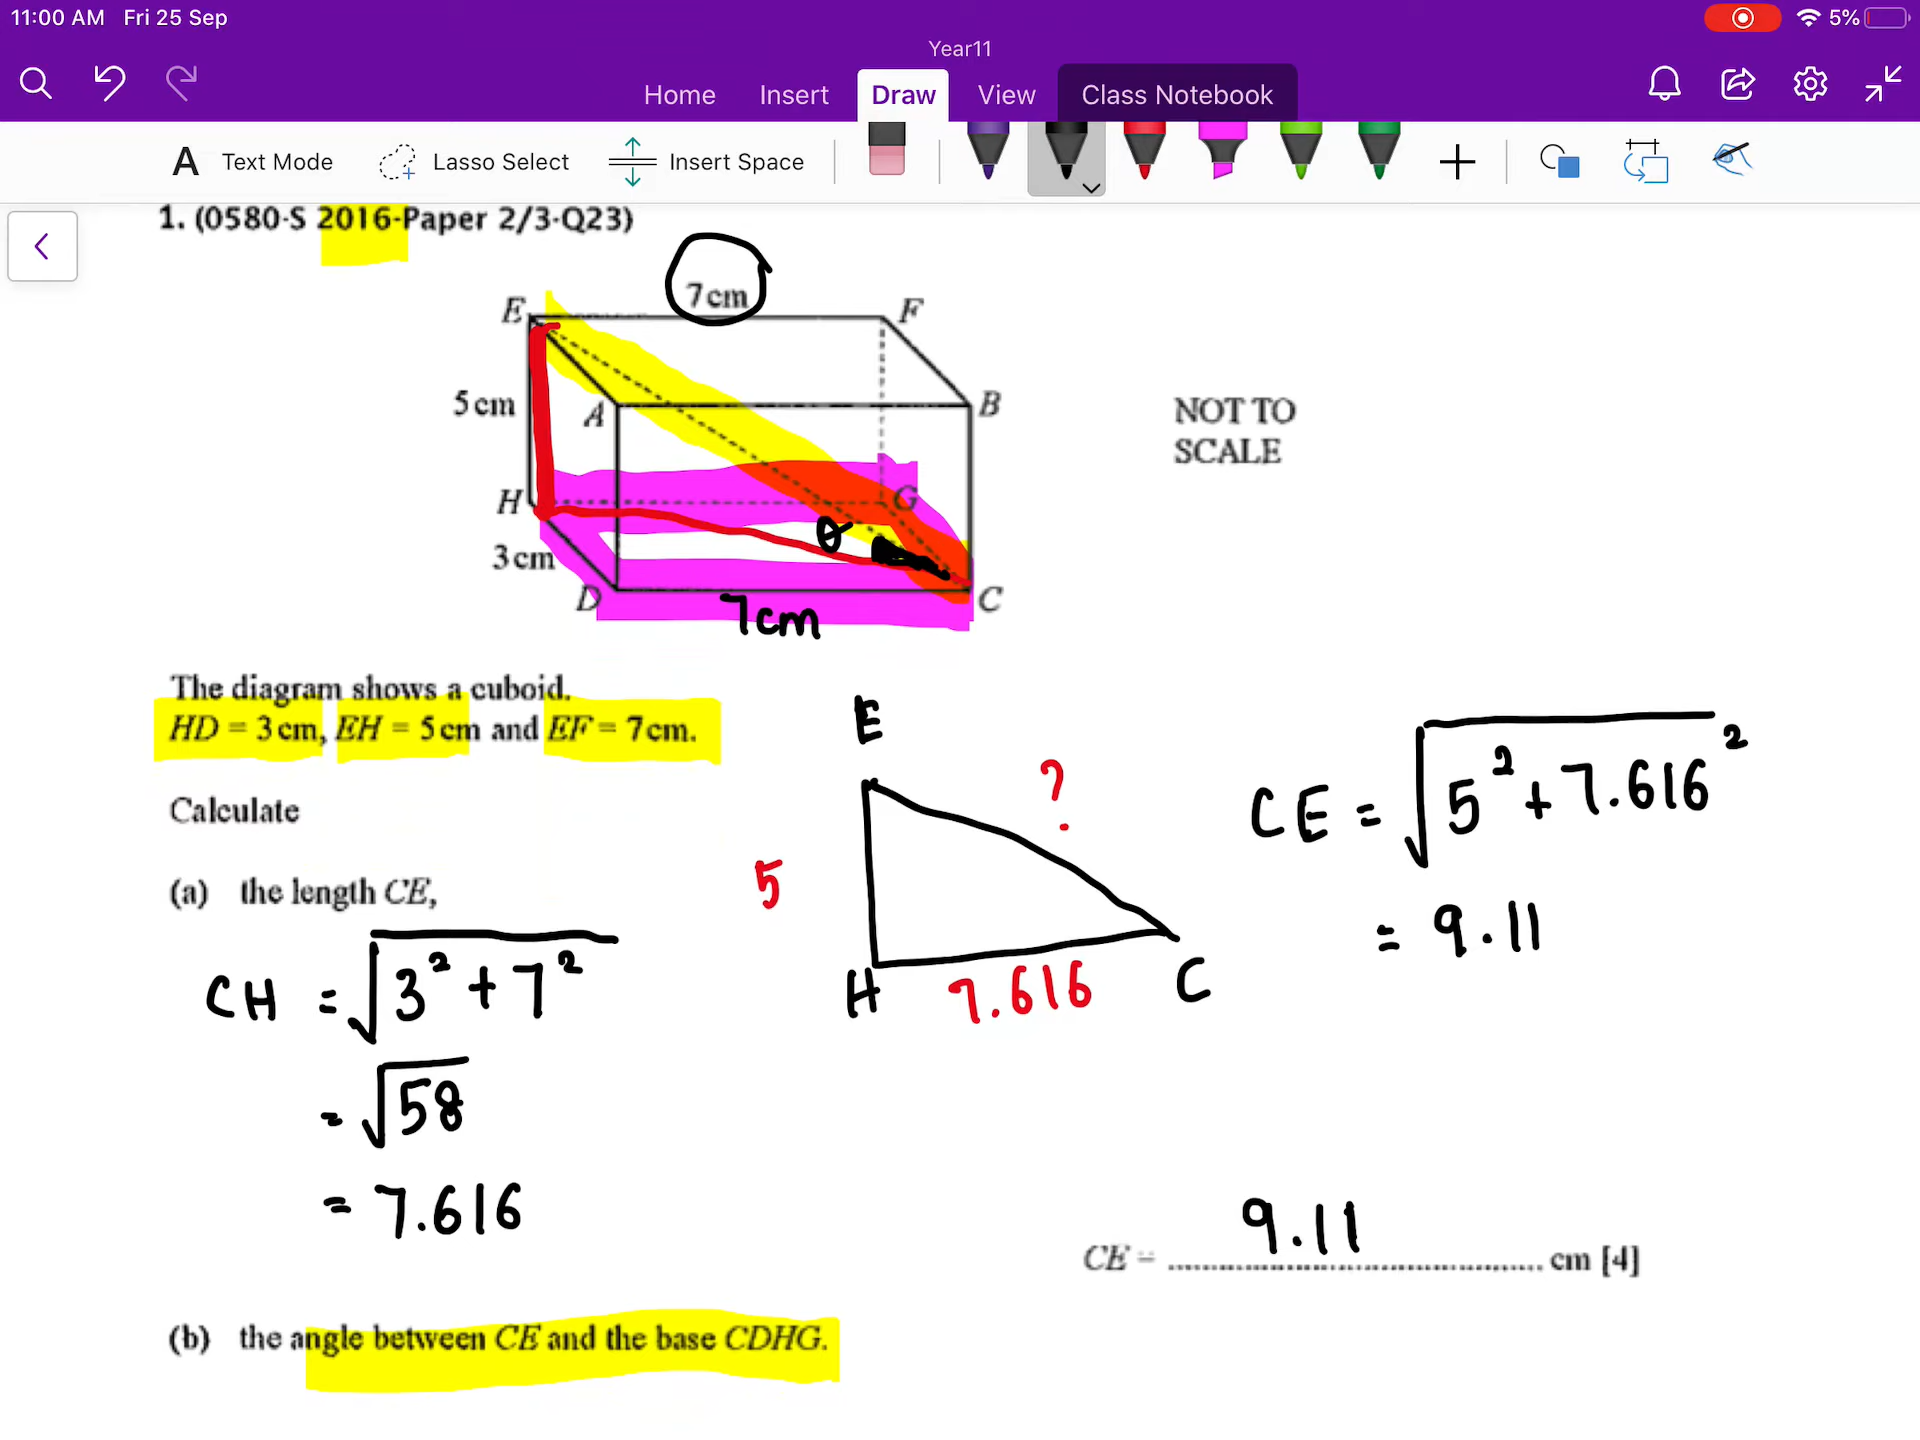 11:00 AM Fri 25 Sep
5%
Year11
Home Insert Draw View Class Notebook
A Text Mode Lasso Select Insert Space
1. (0580-S 2016-Paper 2/3-Q23)
7 cm
E F
5 cm A B
NOT TO
SCALE
H G
θ
3 cm
D C
7cm
The diagram shows a cuboid.
HD = 3 cm, EH = 5 cm and EF = 7 cm.
E
?
CE = √5² + 7.616²
Calculate
(a) the length CE,
5
= 9.11
CH = √3² + 7²
H 7.616 C
= √58
= 7.616
9.11
CE = ........................................ cm [4]
(b) the angle between CE and the base CDHG.